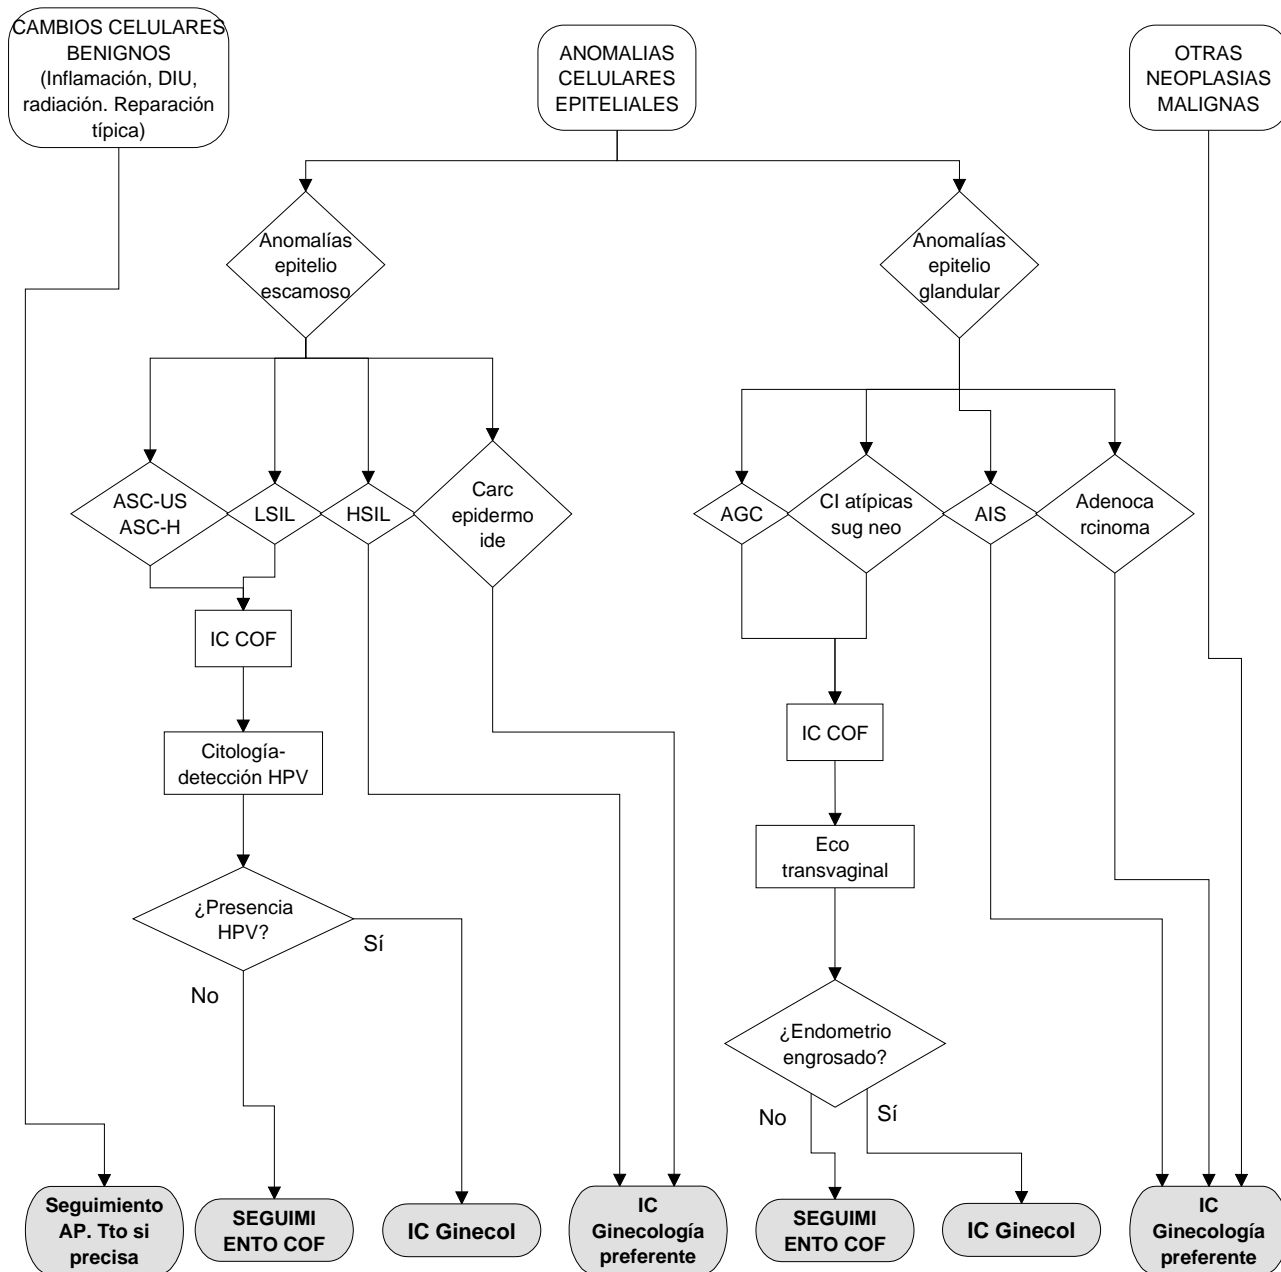 CAMBIOS CELULARES
BENIGNOS
(Inflamación, DIU,
radiación. Reparación
típica)
ANOMALIAS
CELULARES
EPITELIALES
OTRAS
NEOPLASIAS
MALIGNAS
Anomalías
epitelio
escamoso
Anomalías
epitelio
glandular
ASC-US
ASC-H
LSIL
HSIL
Carc
epidermo
ide
AGC
CI atípicas
sug neo
AIS
Adenoca
rcinoma
IC COF
Citología-
detección HPV
¿Presencia
HPV?
Sí
No
IC COF
Eco
transvaginal
¿Endometrio
engrosado?
No
Sí
Seguimiento
AP. Tto si
precisa
SEGUIMI
ENTO COF
IC Ginecol
IC
Ginecología
preferente
SEGUIMI
ENTO COF
IC Ginecol
IC
Ginecología
preferente